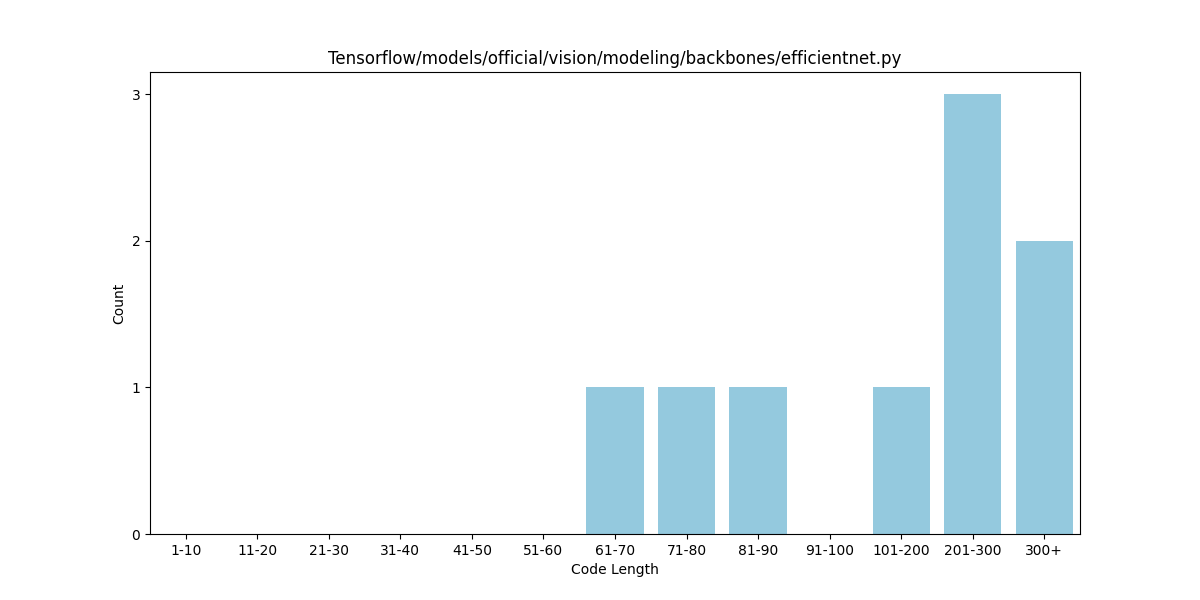 Tensorflow/models/official/vision/modeling/backbones/efficientnet.py
3
2
1
0
Count
1-10 11-20 21-30 31-40 41-50 51-60 61-70 71-80 81-90 91-100 101-200 201-300 300+
Code Length